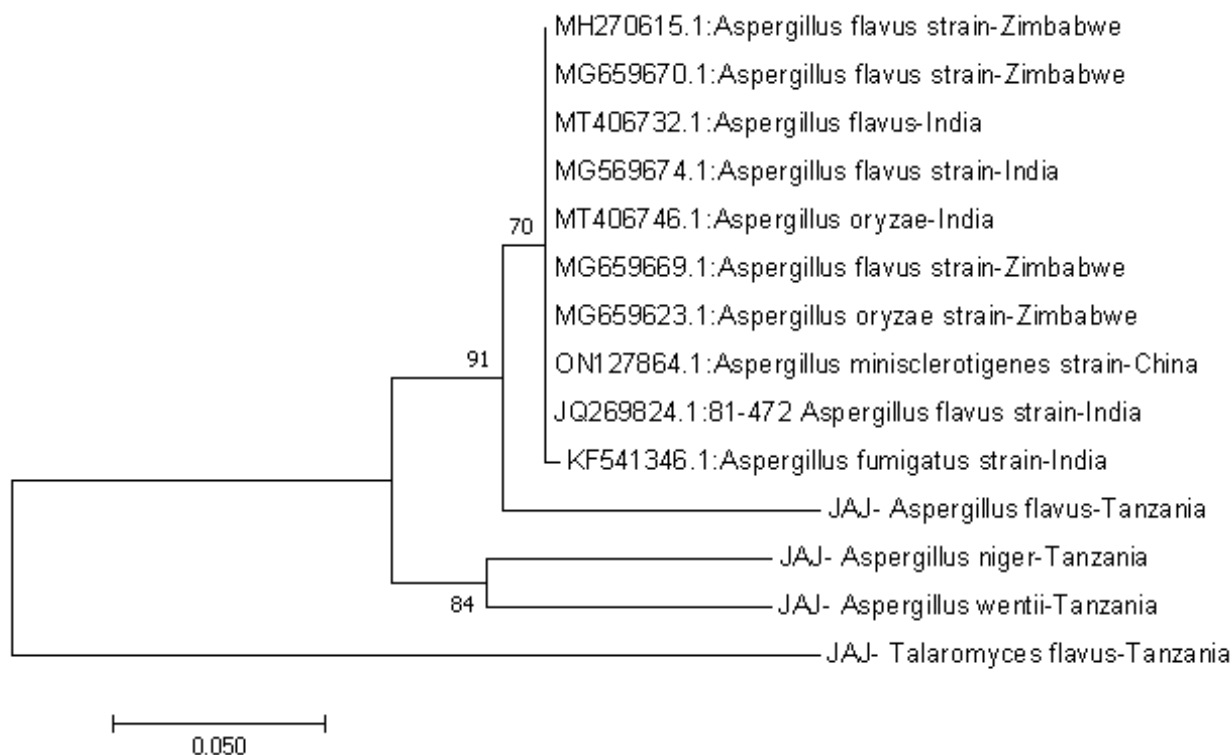 MH270615.1:Aspergillus flavus strain-Zimbabwe
MG659670.1:Aspergillus flavus strain-Zimbabwe
MT406732.1:Aspergillus flavus-India
MG569674.1:Aspergillus flavus strain-India
70
MT406746.1:Aspergillus oryzae-India
MG659669.1:Aspergillus flavus strain-Zimbabwe
MG659623.1:Aspergillus oryzae strain-Zimbabwe
91
ON127864.1:Aspergillus minisclerotigenes strain-China
JQ269824.1:81-472 Aspergillus flavus strain-India
KF541346.1:Aspergillus fumigatus strain-India
JAJ- Aspergillus flavus-Tanzania
JAJ- Aspergillus niger-Tanzania
84
JAJ- Aspergillus wentii-Tanzania
JAJ- Talaromyces flavus-Tanzania
0.050